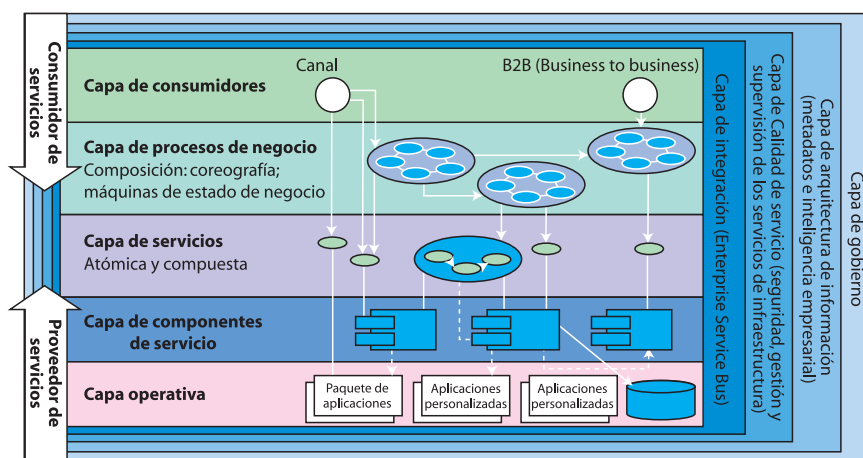 Consumidor de
servicios
Proveedor de
servicios
Capa de consumidores
Canal
B2B (Business to business)
Capa de procesos de negocio
Composición: coreografía;
máquinas de estado de negocio
Capa de servicios
Atómica y compuesta
Capa de componentes
de servicio
Capa operativa
Paquete de
aplicaciones
Aplicaciones
personalizadas
Aplicaciones
personalizadas
Capa de integración (Enterprise Service Bus)
Capa de Calidad de servicio (seguridad, gestión y
supervisión de los servicios de infraestructura)
Capa de arquitectura de información
(metadatos e inteligencia empresarial)
Capa de gobierno